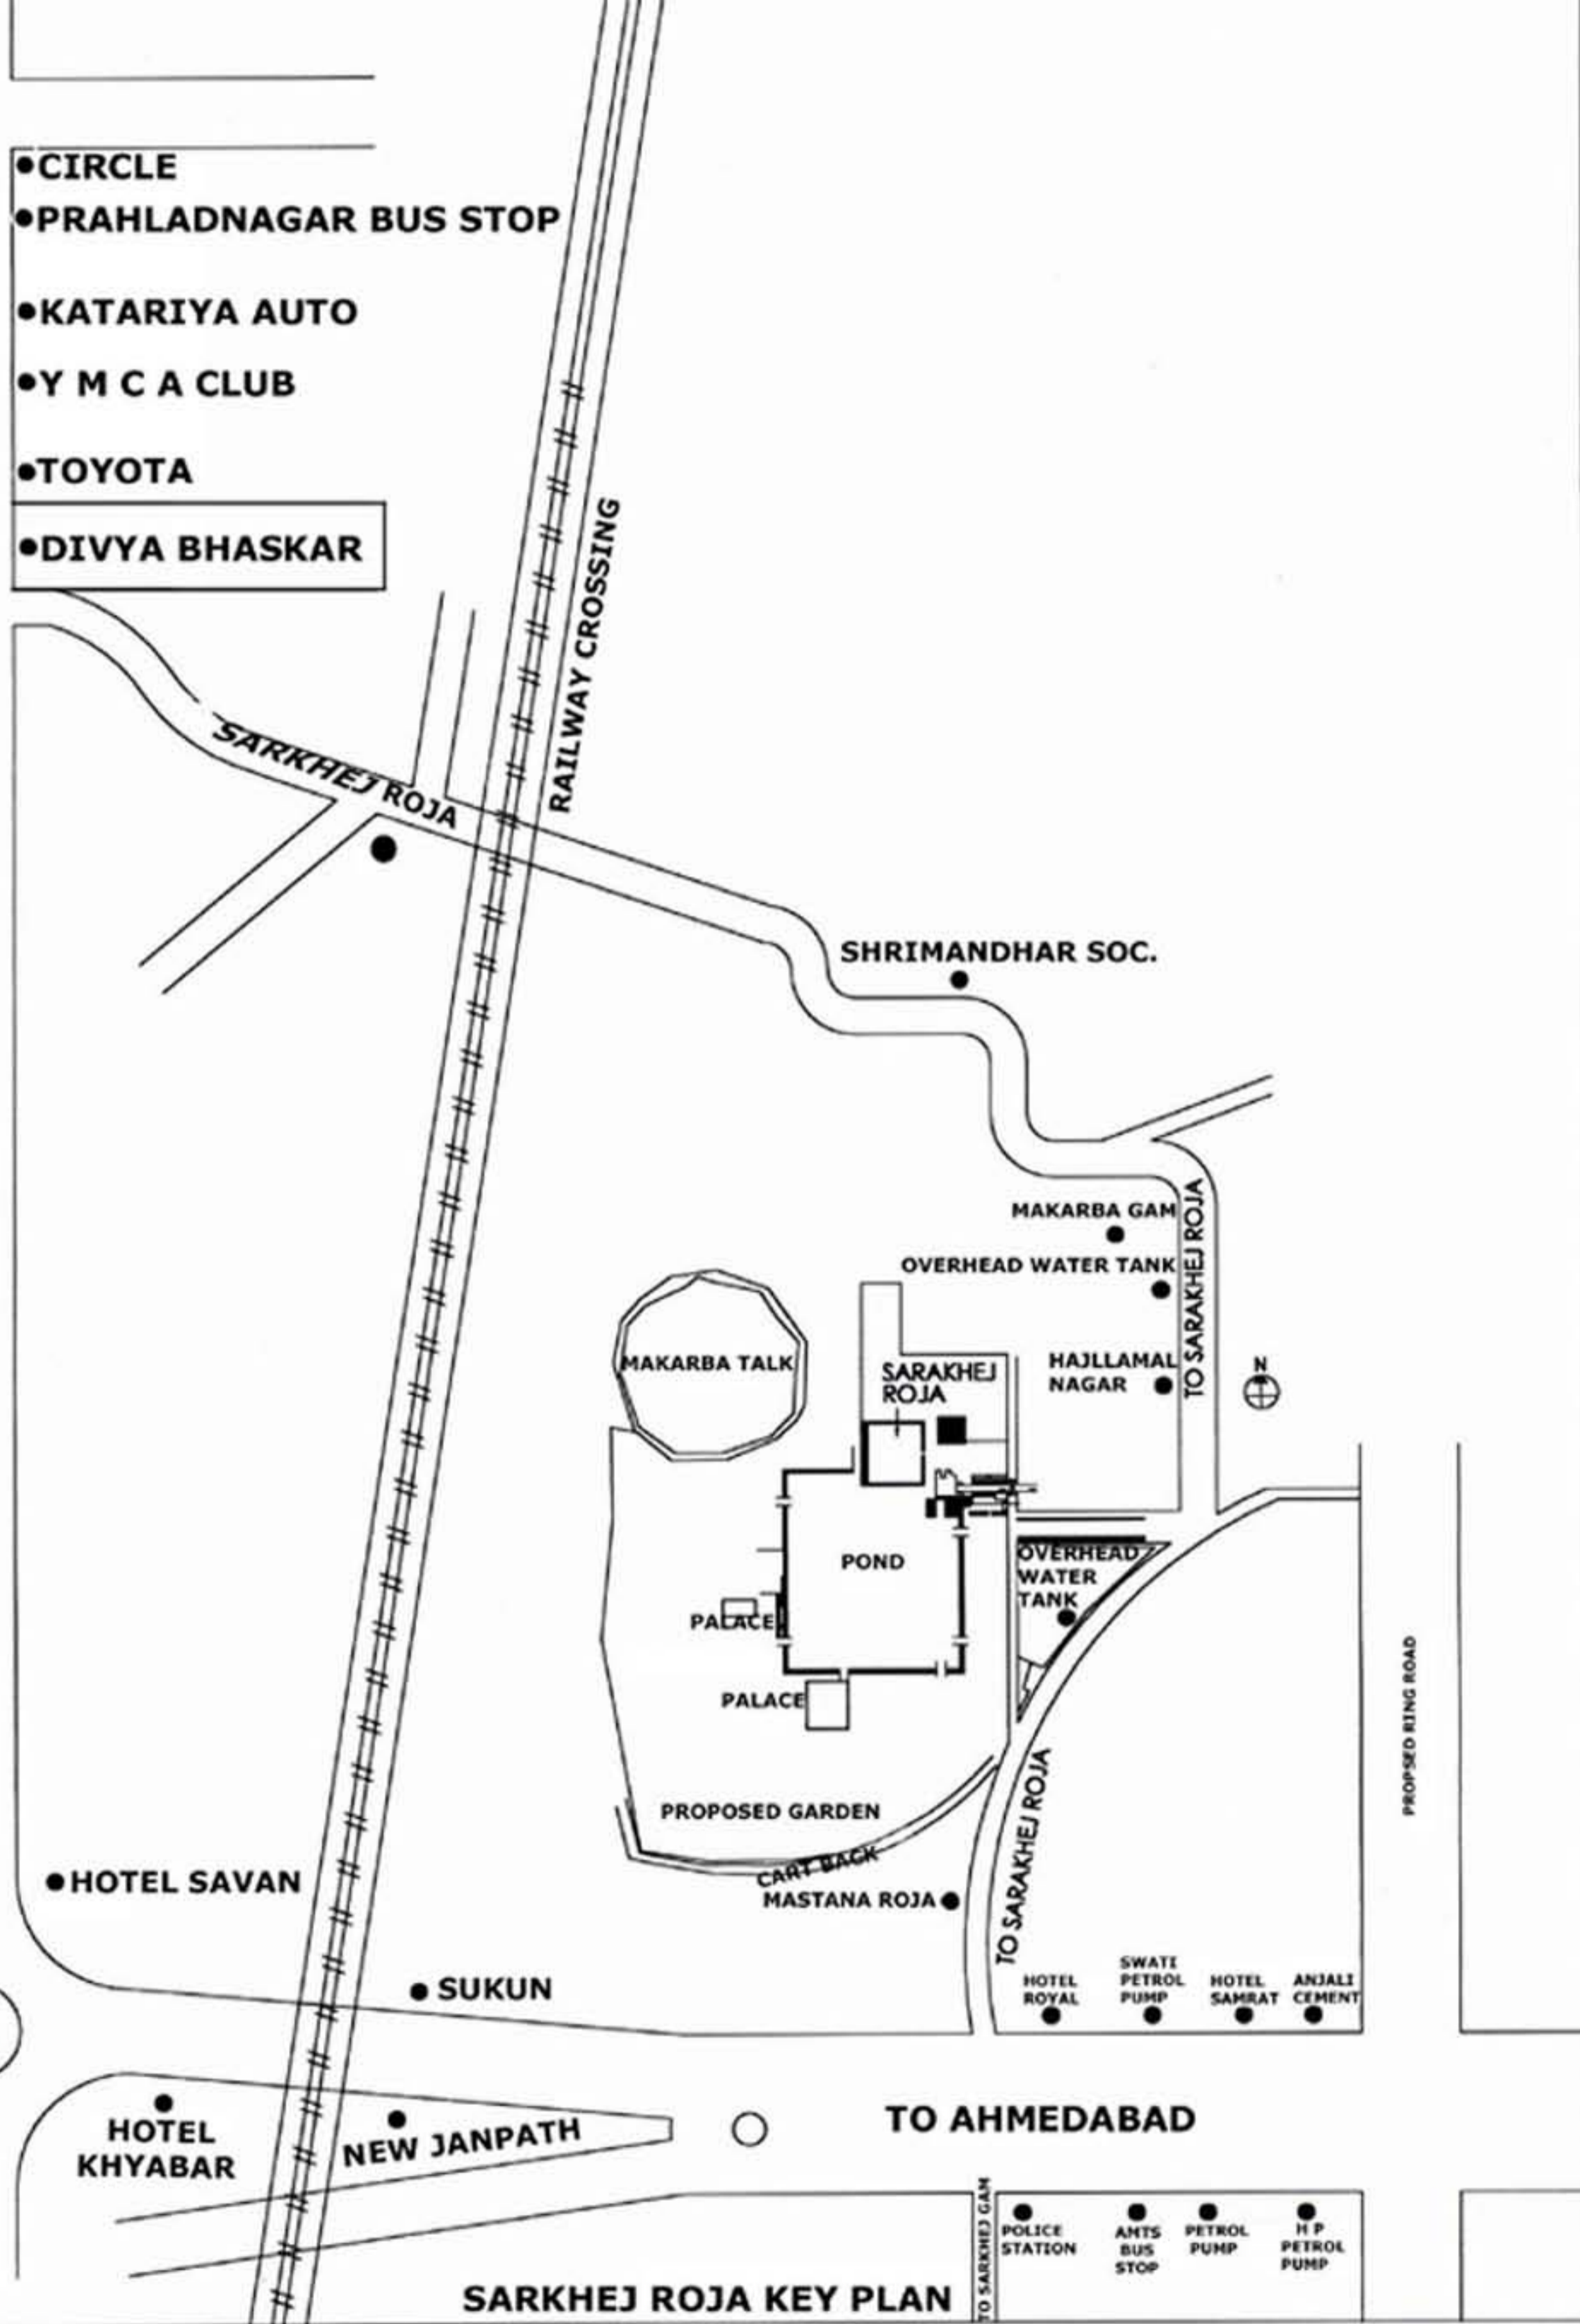 CIRCLE
PRAHLADNAGAR BUS STOP
KATARIYA AUTO
Y M C A CLUB
TOYOTA
DIVYA BHASKAR
RAILWAY CROSSING
SARKHEJ ROJA
SHRIMANDHAR SOC.
MAKARBA GAM
TO SARAKHEJ ROJA
OVERHEAD WATER TANK
MAKARBA TALK
SARAKHEJ
ROJA
HAJLLAMAL
NAGAR
N
POND
OVERHEAD
WATER
TANK
PALACE
PALACE
PROPSED RING ROAD
TO SARAKHEJ ROJA
PROPOSED GARDEN
CART BACK
MASTANA ROJA
HOTEL SAVAN
SUKUN
HOTEL
ROYAL
SWATI
PETROL
PUMP
HOTEL
SAMRAT
ANJALI
CEMENT
HOTEL
KHYABAR
NEW JANPATH
TO AHMEDABAD
TO SARKHEJ GAM
POLICE
STATION
AMTS
BUS
STOP
PETROL
PUMP
H P
PETROL
PUMP
SARKHEJ ROJA KEY PLAN